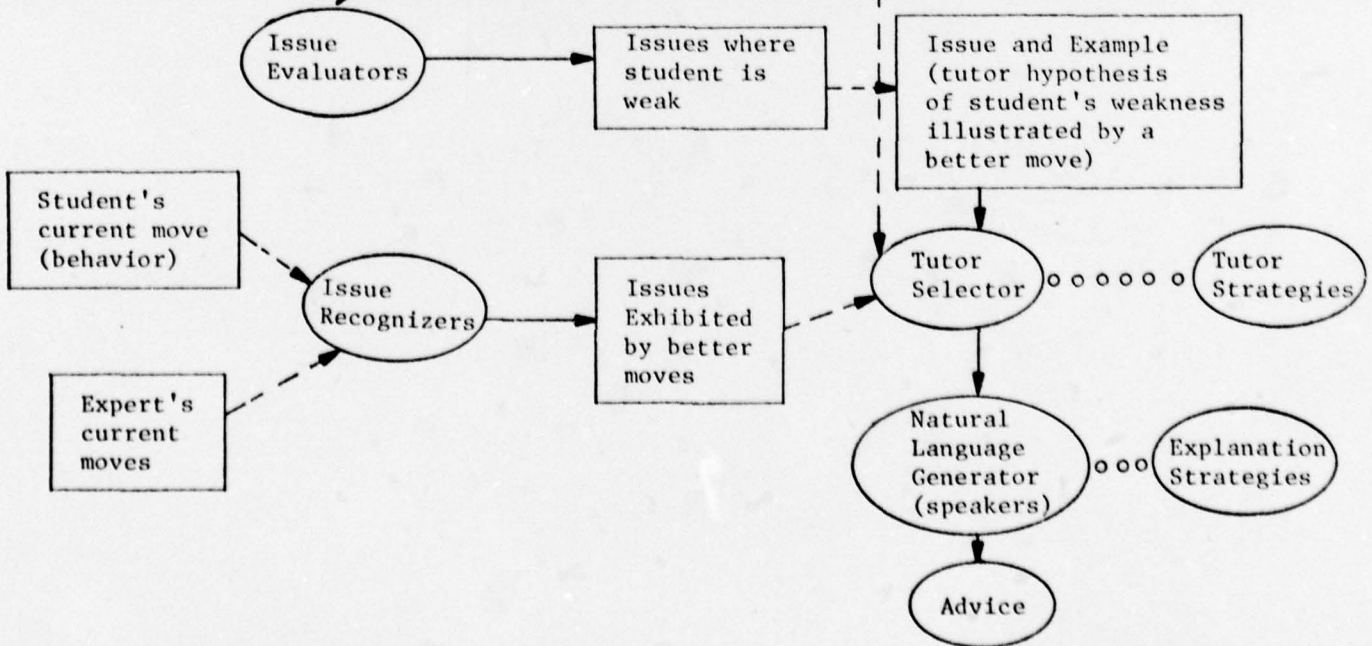 Issue
Evaluators
Issues where
student is
weak
Issue and Example
(tutor hypothesis
of student's weakness
illustrated by a
better move)
Student's
current move
(behavior)
Issue
Recognizers
Issues
Exhibited
by better
moves
Tutor
Selector
Tutor
Strategies
Expert's
current
moves
Natural
Language
Generator
(speakers)
Explanation
Strategies
Advice